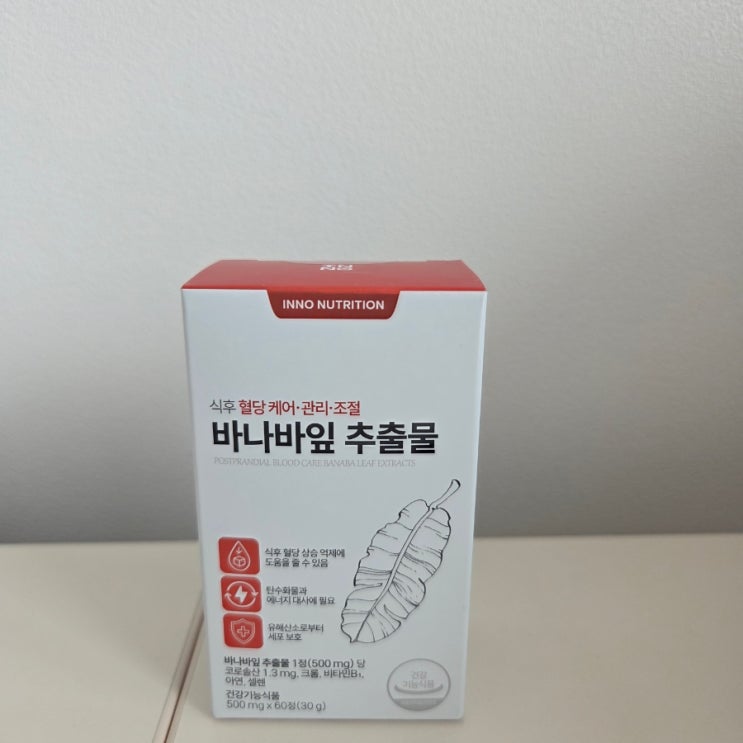 INNO NUTRITION
식후 혈당 케어·관리·조절
바나바잎 추출물
POSTPRANDIAL BLOOD CARE BANABA LEAF EXTRACTS
식후 혈당 상승 억제에
도움을 줄 수 있음
탄수화물과
에너지 대사에 필요
유해산소로부터
세포 보호
바나바잎 추출물 1정(500 mg) 당
코로솔산 1.3 mg, 크롬, 비타민B₁,
아연, 셀렌
건강기능식품
500 mg x 60정(30 g)
건강
기능식품